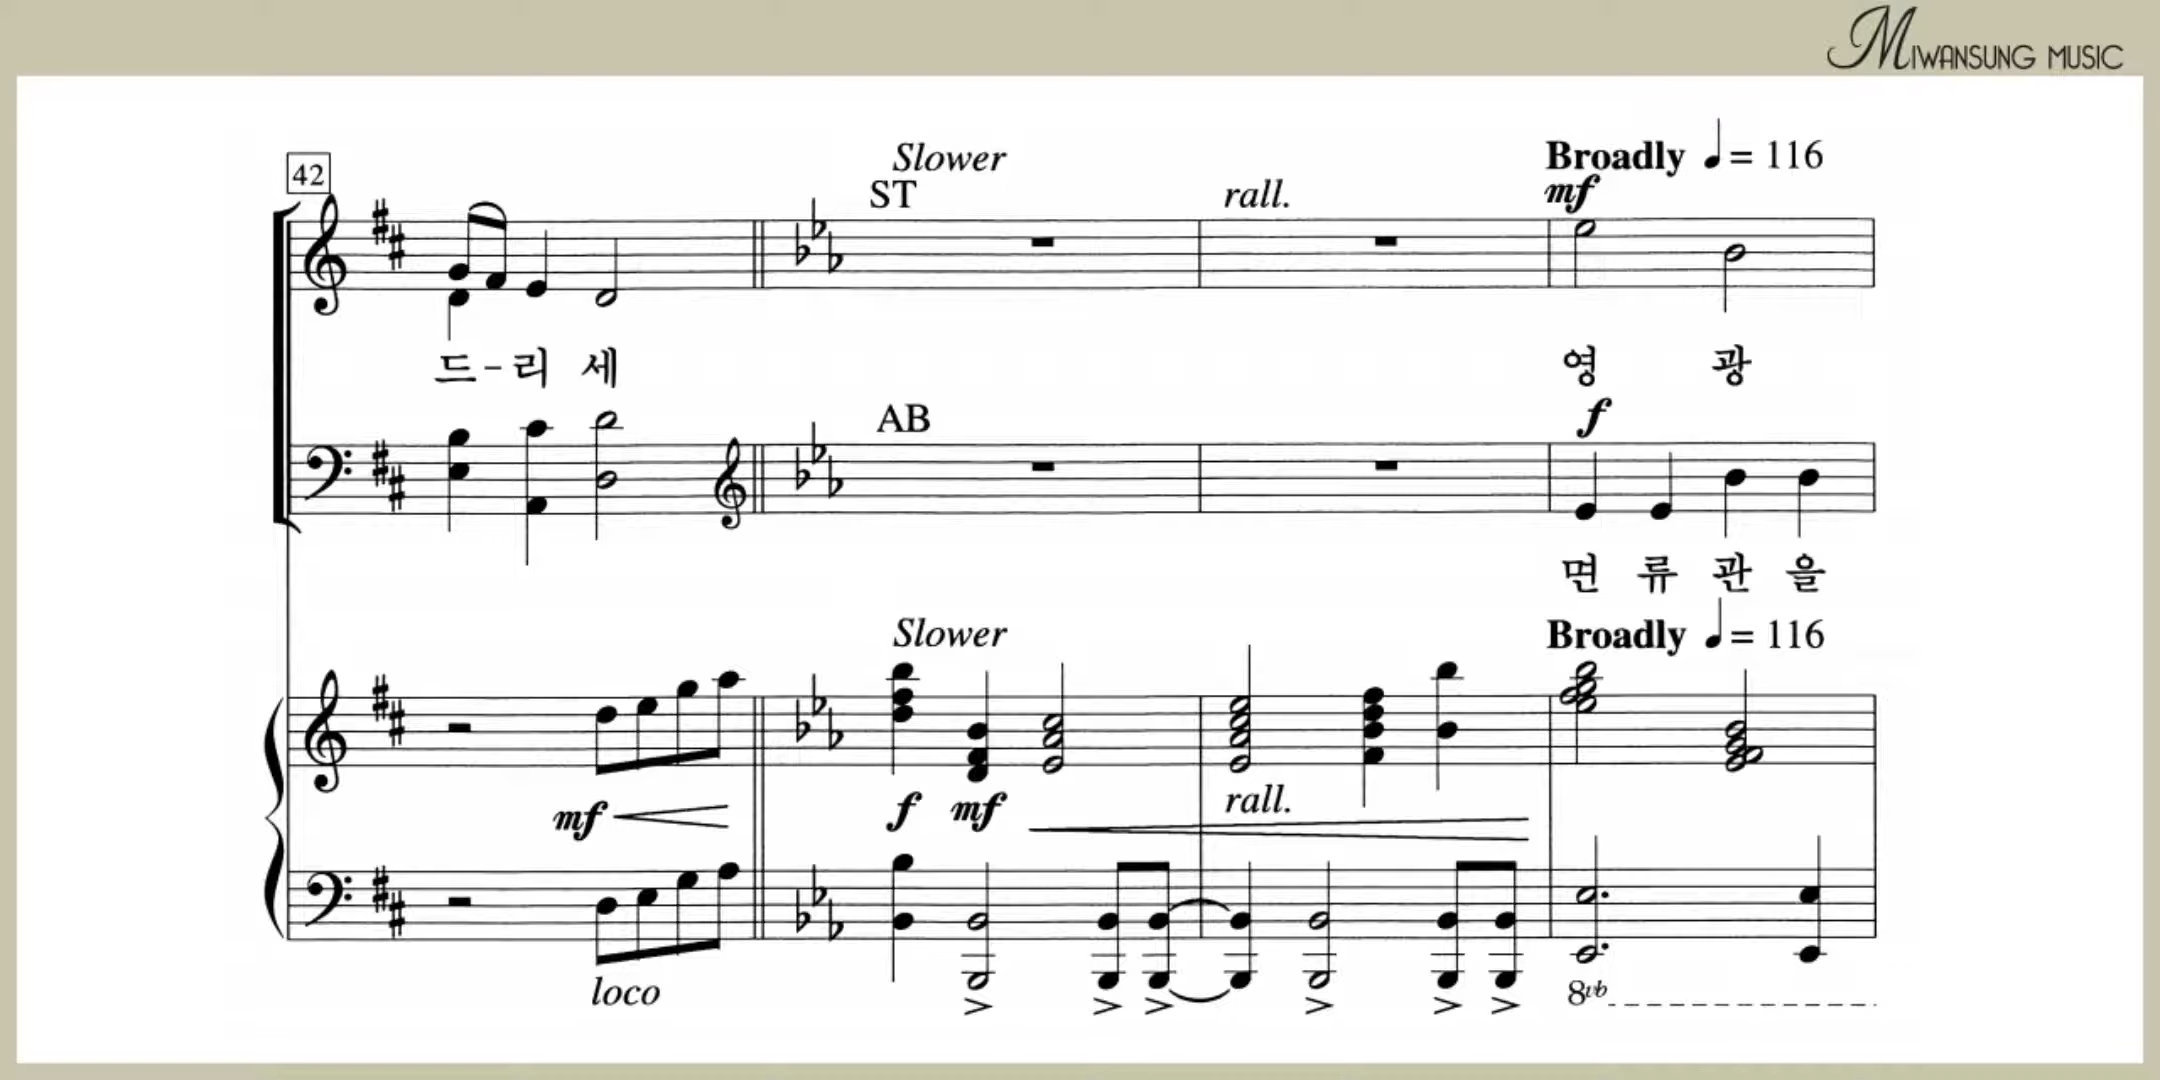 MIWANSUNG MUSIC
42
Slower
Broadly ♩= 116
ST
rall.
mf
드-리 세
영 광
AB
f
면 류 관 을
Slower
Broadly ♩= 116
mf
f mf
rall.
loco
8vb